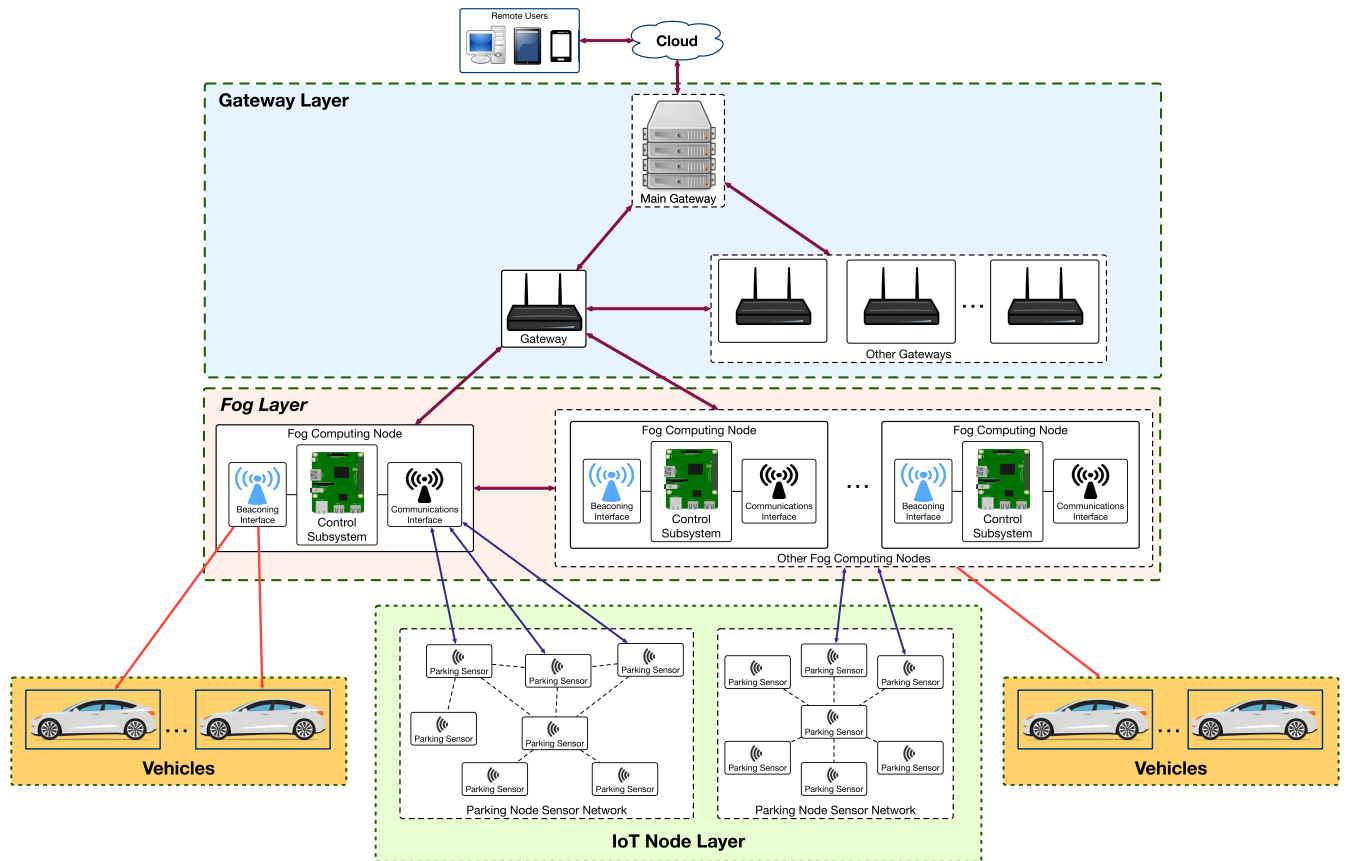 Remote Users
Cloud
Gateway Layer
Main Gateway
Gateway
...
Other Gateways
Fog Layer
Fog Computing Node
Beaconing
Interface
Control
Subsystem
Communications
Interface
Fog Computing Node
Beaconing
Interface
Control
Subsystem
Communications
Interface
...
Fog Computing Node
Beaconing
Interface
Control
Subsystem
Communications
Interface
Other Fog Computing Nodes
Parking Sensor
Parking Sensor
Parking Sensor
Parking Sensor
Parking Sensor
Parking Sensor
Parking Sensor
Parking Node Sensor Network
Parking Sensor
Parking Sensor
Parking Sensor
Parking Sensor
Parking Sensor
Parking Sensor
Parking Sensor
Parking Node Sensor Network
IoT Node Layer
...
Vehicles
...
Vehicles